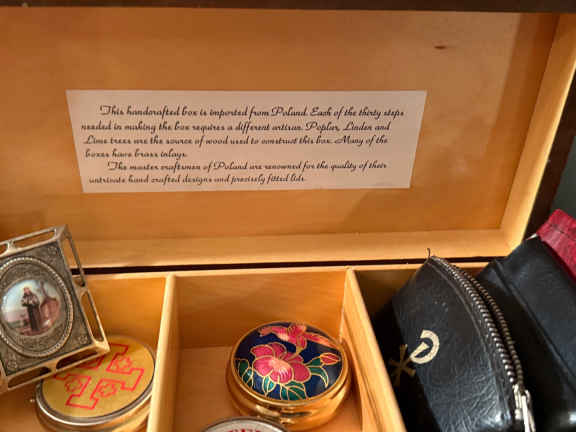 This handcrafted box is imported from Poland. Each of the thirty steps
needed in making the box requires a different artisan. Poplar, Linden and
Lime trees are the source of wood used to construct this box. Many of the
boxes have brass inlays.
The master craftsmen of Poland are renowned for the quality of their
intricate hand crafted designs and precisely fitted lids.